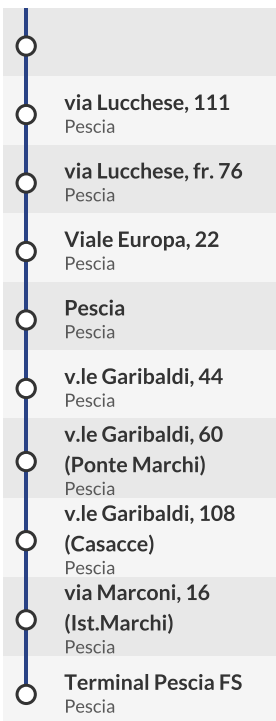 via Lucchese, 111
Pescia
via Lucchese, fr. 76
Pescia
Viale Europa, 22
Pescia
Pescia
Pescia
v.le Garibaldi, 44
Pescia
v.le Garibaldi, 60
(Ponte Marchi)
Pescia
v.le Garibaldi, 108
(Casacce)
Pescia
via Marconi, 16
(Ist.Marchi)
Pescia
Terminal Pescia FS
Pescia